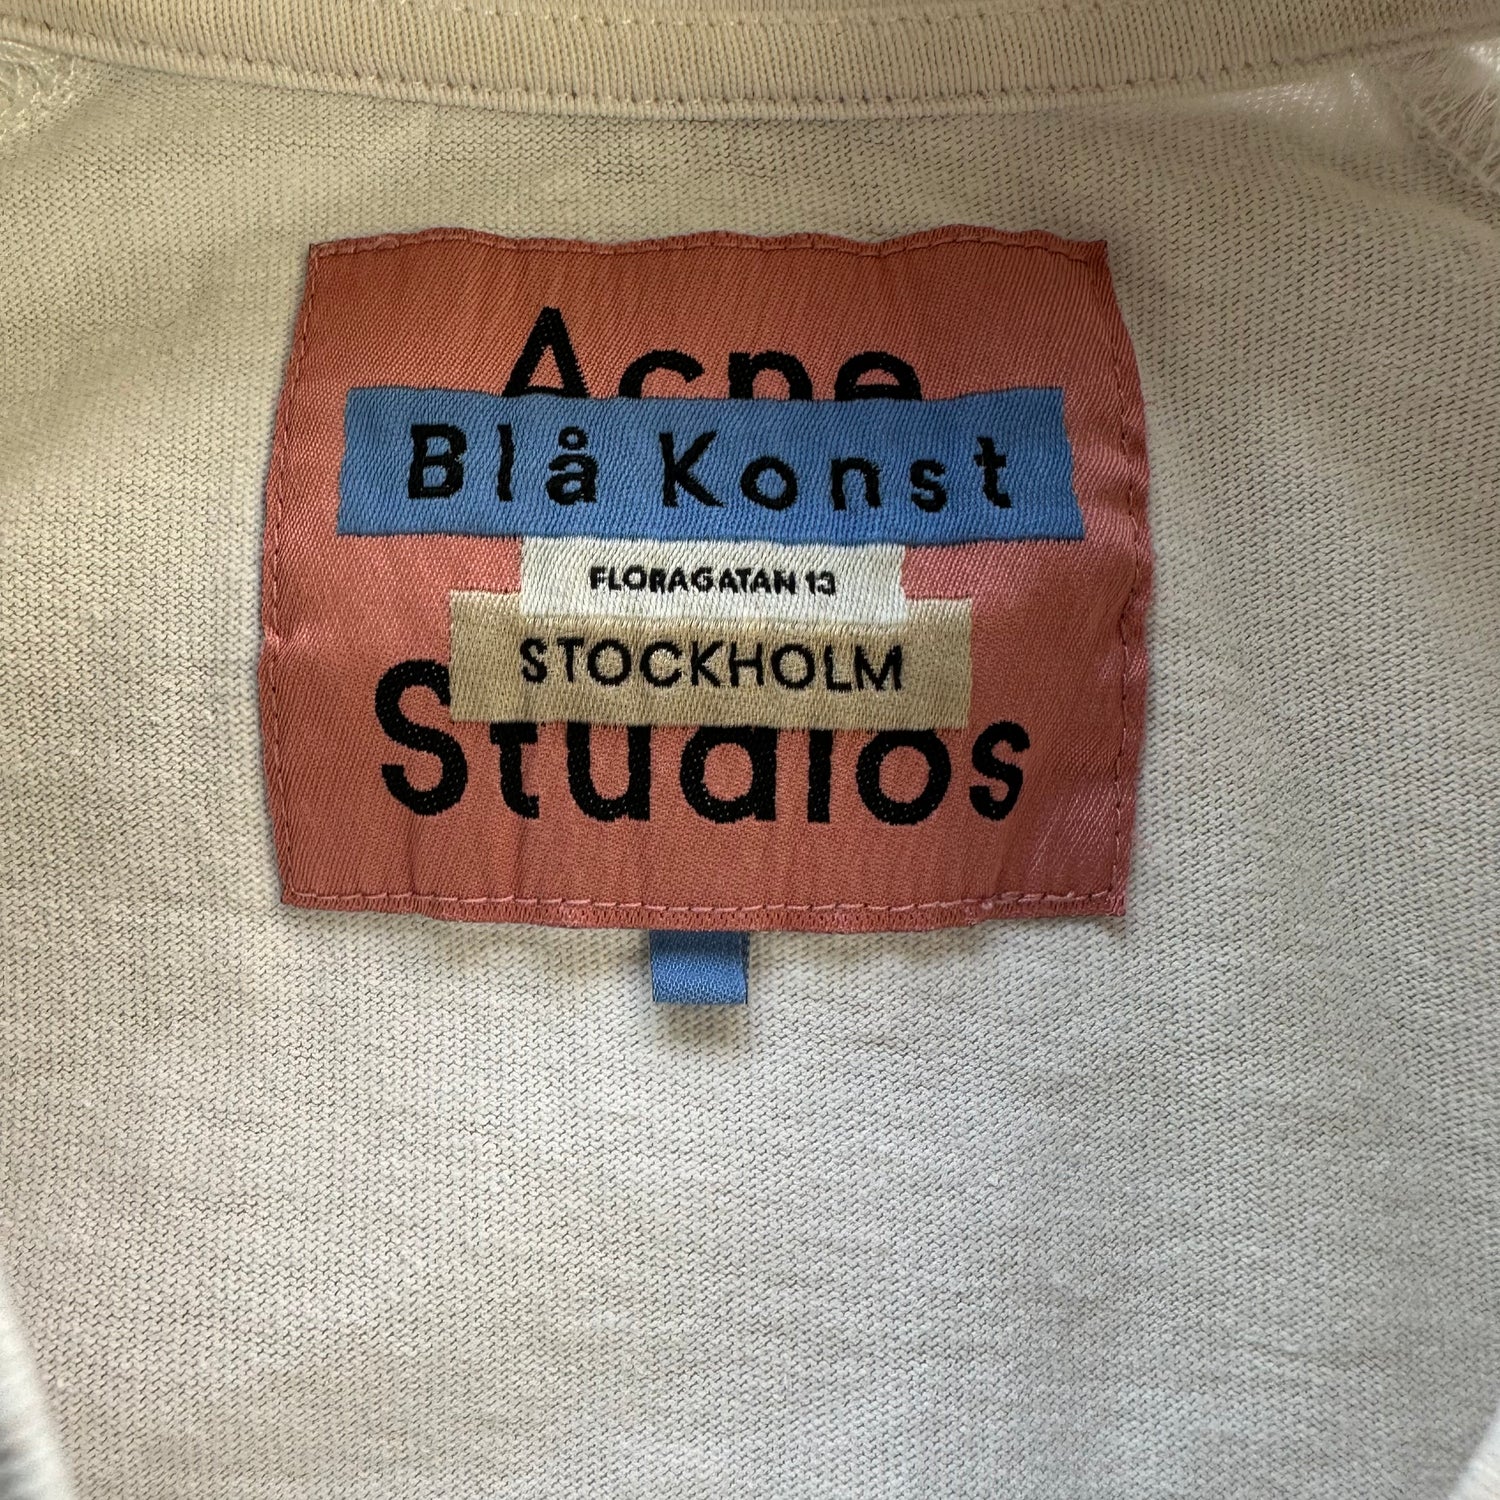 Acne
Blå Konst
FLORAGATAN 13
STOCKHOLM
Studios